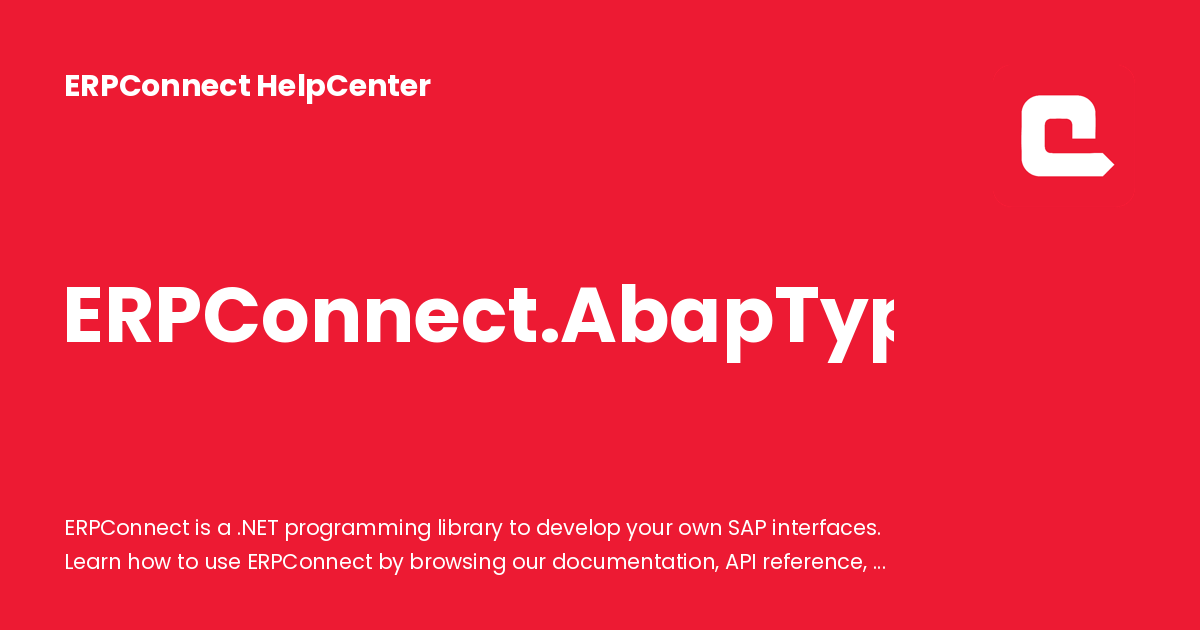 ERPConnect HelpCenter
ERPConnect.AbapTyp
ERPConnect is a .NET programming library to develop your own SAP interfaces.
Learn how to use ERPConnect by browsing our documentation, API reference, ...